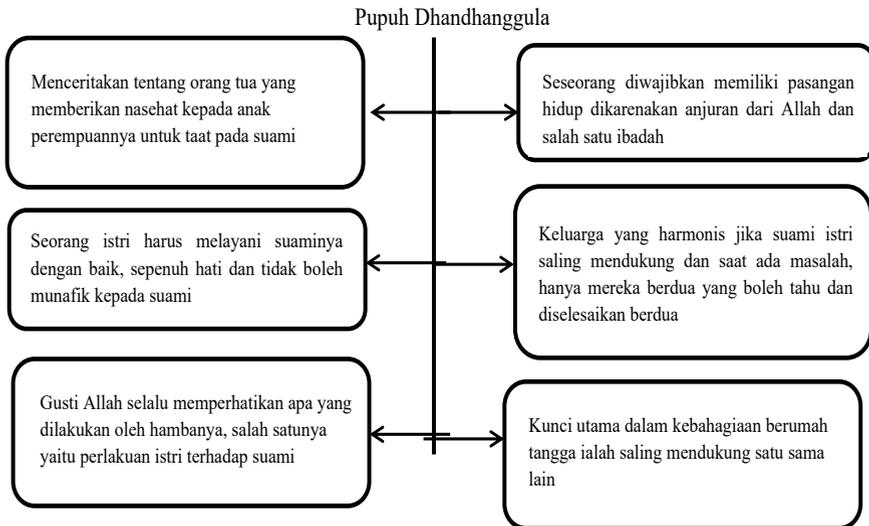 Pupuh Dhandhanggula
Menceritakan tentang orang tua yang
memberikan nasehat kepada anak
perempuannya untuk taat pada suami
Seseorang diwajibkan memiliki pasangan
hidup dikarenakan anjuran dari Allah dan
salah satu ibadah
Seorang istri harus melayani suaminya
dengan baik, sepenuh hati dan tidak boleh
munafik kepada suami
Keluarga yang harmonis jika suami istri
saling mendukung dan saat ada masalah,
hanya mereka berdua yang boleh tahu dan
diselesaikan berdua
Gusti Allah selalu memperhatikan apa yang
dilakukan oleh hambanya, salah satunya
yaitu perlakuan istri terhadap suami
Kunci utama dalam kebahagiaan berumah
tangga ialah saling mendukung satu sama
lain